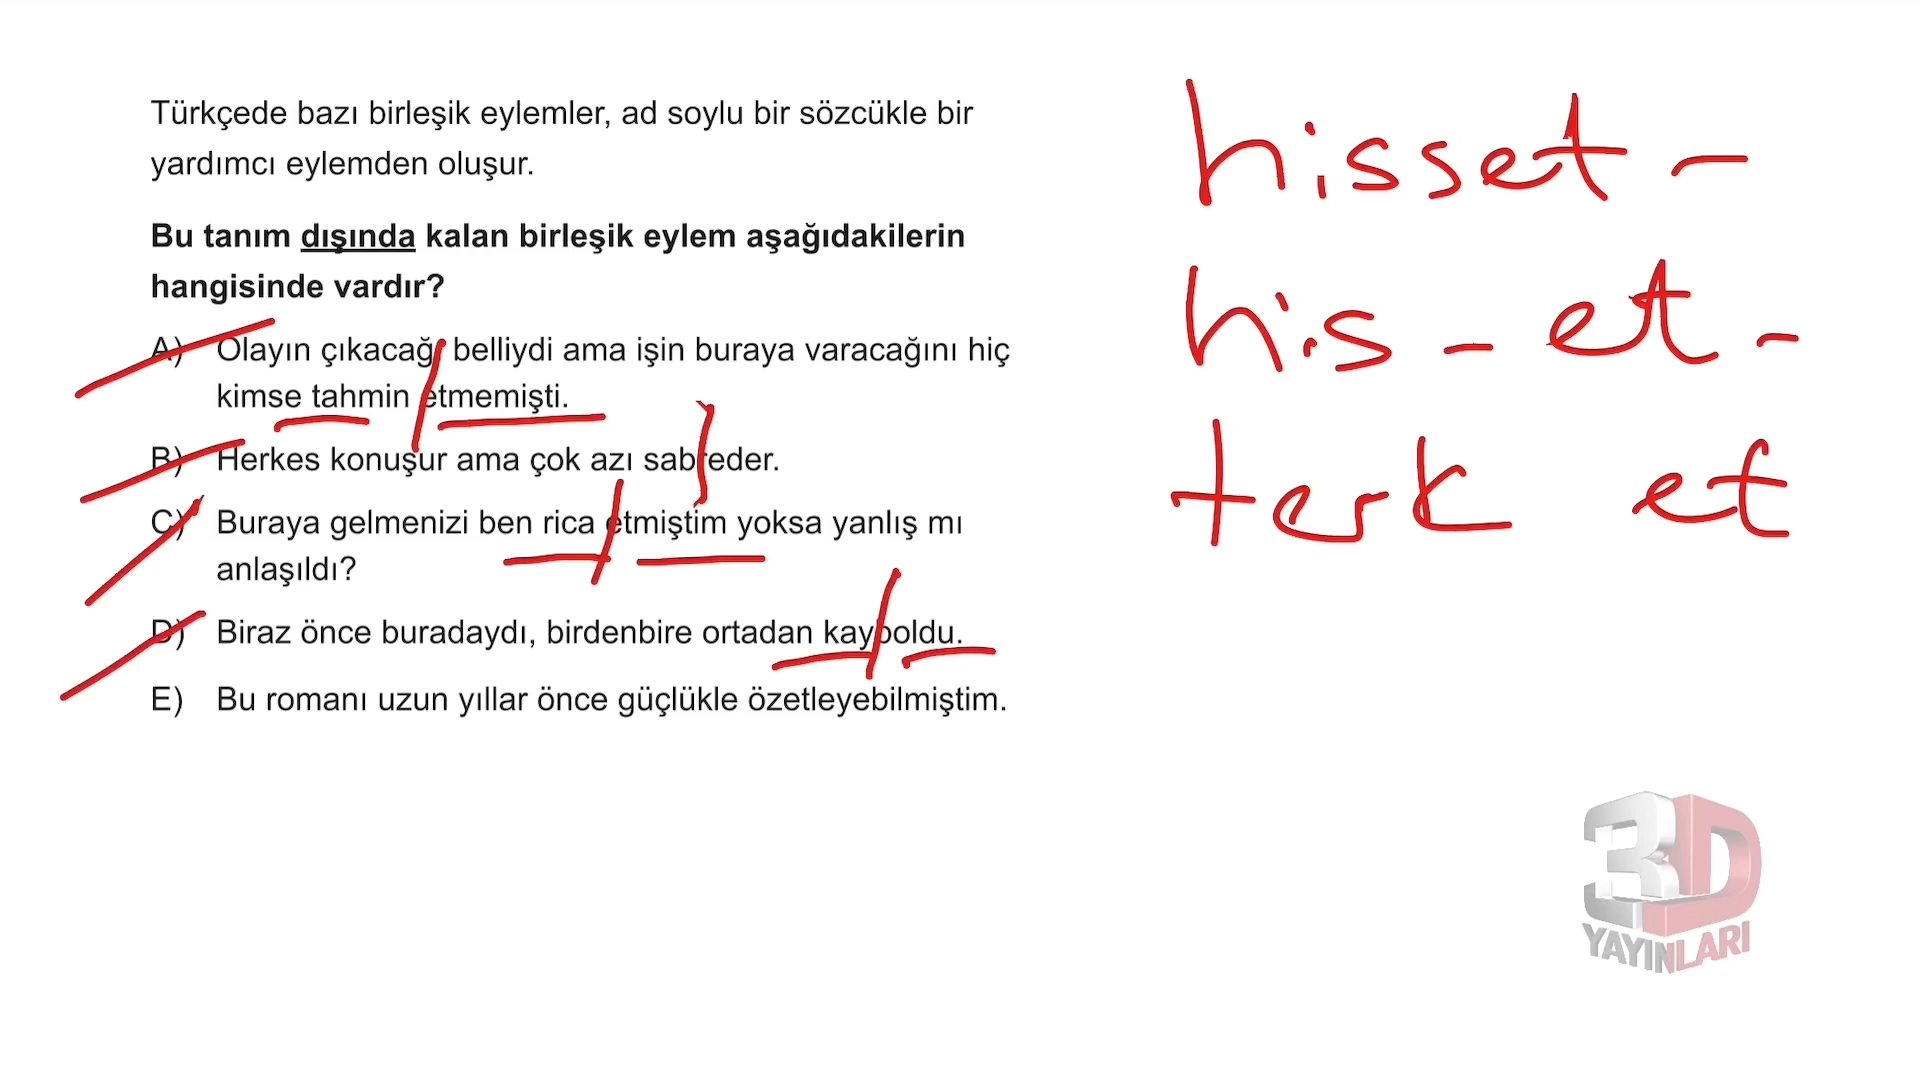 Türkçede bazı birleşik eylemler, ad soylu bir sözcükle bir
yardımcı eylemden oluşur.
Bu tanım dışında kalan birleşik eylem aşağıdakilerin
hangisinde vardır?
A) Olayın çıkacağı belliydi ama işin buraya varacağını hiç
kimse tahmin etmemişti.
B) Herkes konuşur ama çok azı sabreder.
C) Buraya gelmenizi ben rica etmiştim yoksa yanlış mı
anlaşıldı?
D) Biraz önce buradaydı, birdenbire ortadan kayboldu.
E) Bu romanı uzun yıllar önce güçlükle özetleyebilmiştim.
hisset -
his - et -
terk et
3D
YAYINLARI